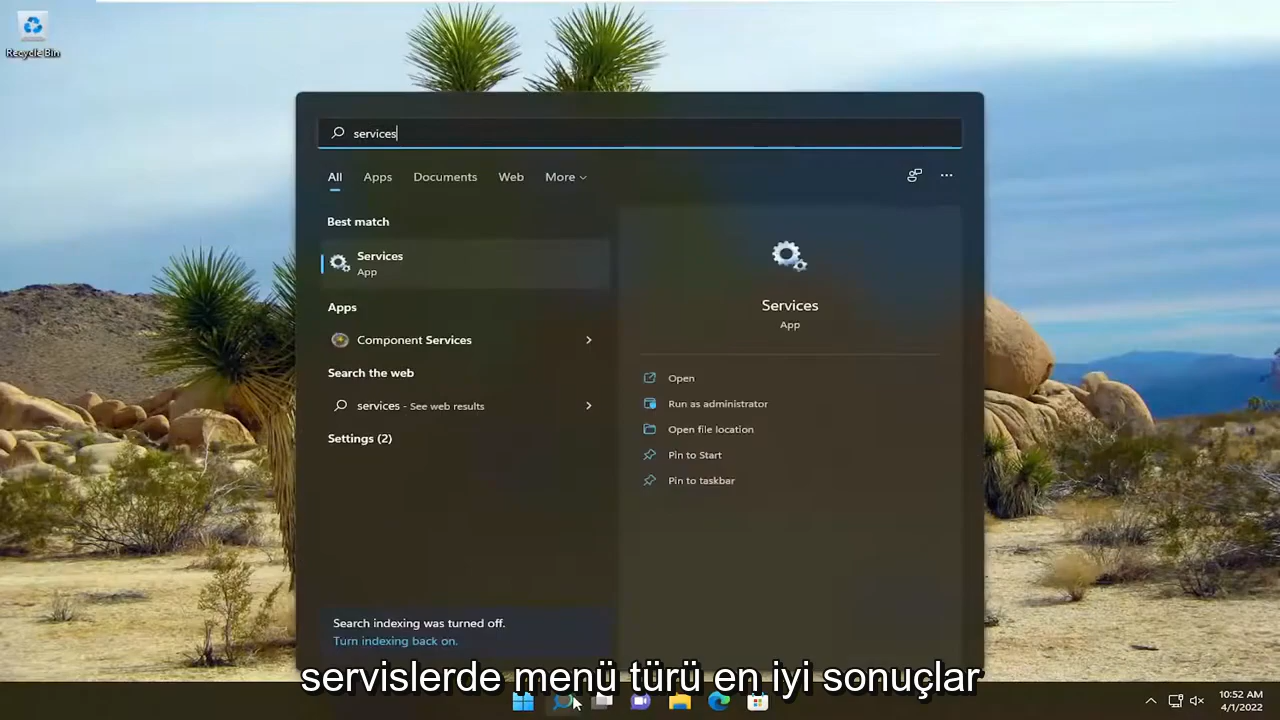 Recycle Bin
services
All Apps Documents Web More
Best match
Services
App
Apps
Component Services
Search the web
services - See web results
Settings (2)
Services
App
Open
Run as administrator
Open file location
Pin to Start
Pin to taskbar
Search indexing was turned off.
Turn indexing back on.
servislerde menü türü en iyi sonuçlar
10:52 AM
4/1/2022